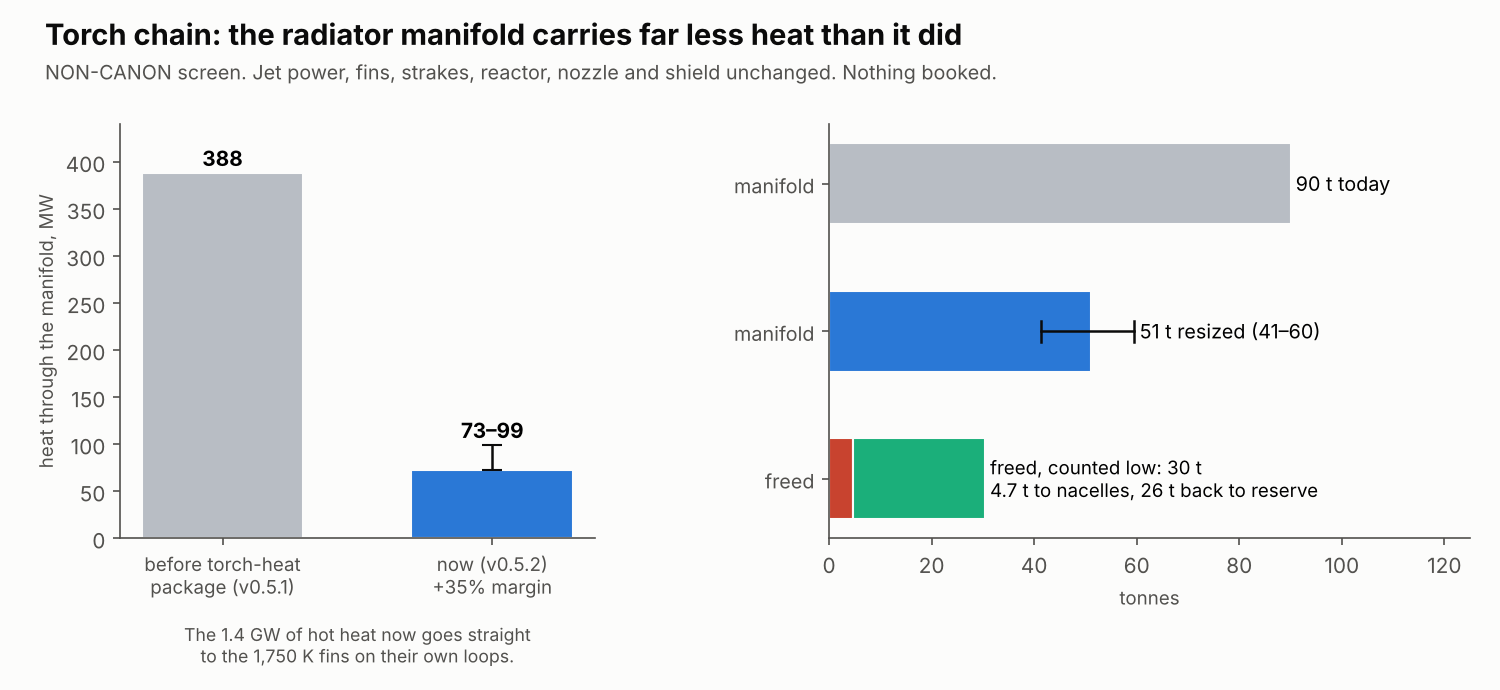 Torch chain: the radiator manifold carries far less heat than it did
NON-CANON screen. Jet power, fins, strakes, reactor, nozzle and shield unchanged. Nothing booked.
heat through the manifold, MW
400
350
300
250
200
150
100
50
0
388
73–99
before torch-heat
package (v0.5.1)
now (v0.5.2)
+35% margin
The 1.4 GW of hot heat now goes straight
to the 1,750 K fins on their own loops.
manifold
90 t today
manifold
51 t resized (41–60)
freed
freed, counted low: 30 t
4.7 t to nacelles, 26 t back to reserve
0
20
40
60
80
100
120
tonnes